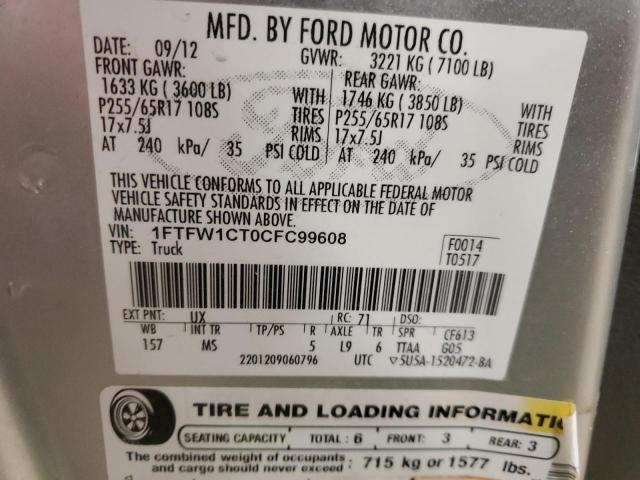 MFD. BY FORD MOTOR CO.
DATE: 09/12 GVWR: 3221 KG ( 7100 LB)
FRONT GAWR: REAR GAWR:
1633 KG ( 3600 LB) WITH 1746 KG ( 3850 LB) WITH
P255/65R17 108S TIRES P255/65R17 108S TIRES
17x7.5J RIMS 17x7.5J RIMS
AT 240 kPa/ 35 PSI COLD AT 240 kPa/ 35 PSI COLD
THIS VEHICLE CONFORMS TO ALL APPLICABLE FEDERAL MOTOR
VEHICLE SAFETY STANDARDS IN EFFECT ON THE DATE OF
MANUFACTURE SHOWN ABOVE.
VIN: 1FTFW1CT0CFC99608 F0014
TYPE: Truck T0517
EXT PNT: UX RC: 71 DSO:
WB INT TR TP/PS R AXLE TR SPR CF613
157 MS 5 L9 6 TTAA G05
2201209060796 UTC ▽5U5A-1520472-BA
TIRE AND LOADING INFORMATI
SEATING CAPACITY TOTAL: 6 FRONT: 3 REAR: 3
The combined weight of occupants
and cargo should never exceed : 715 kg or 1577 lbs.